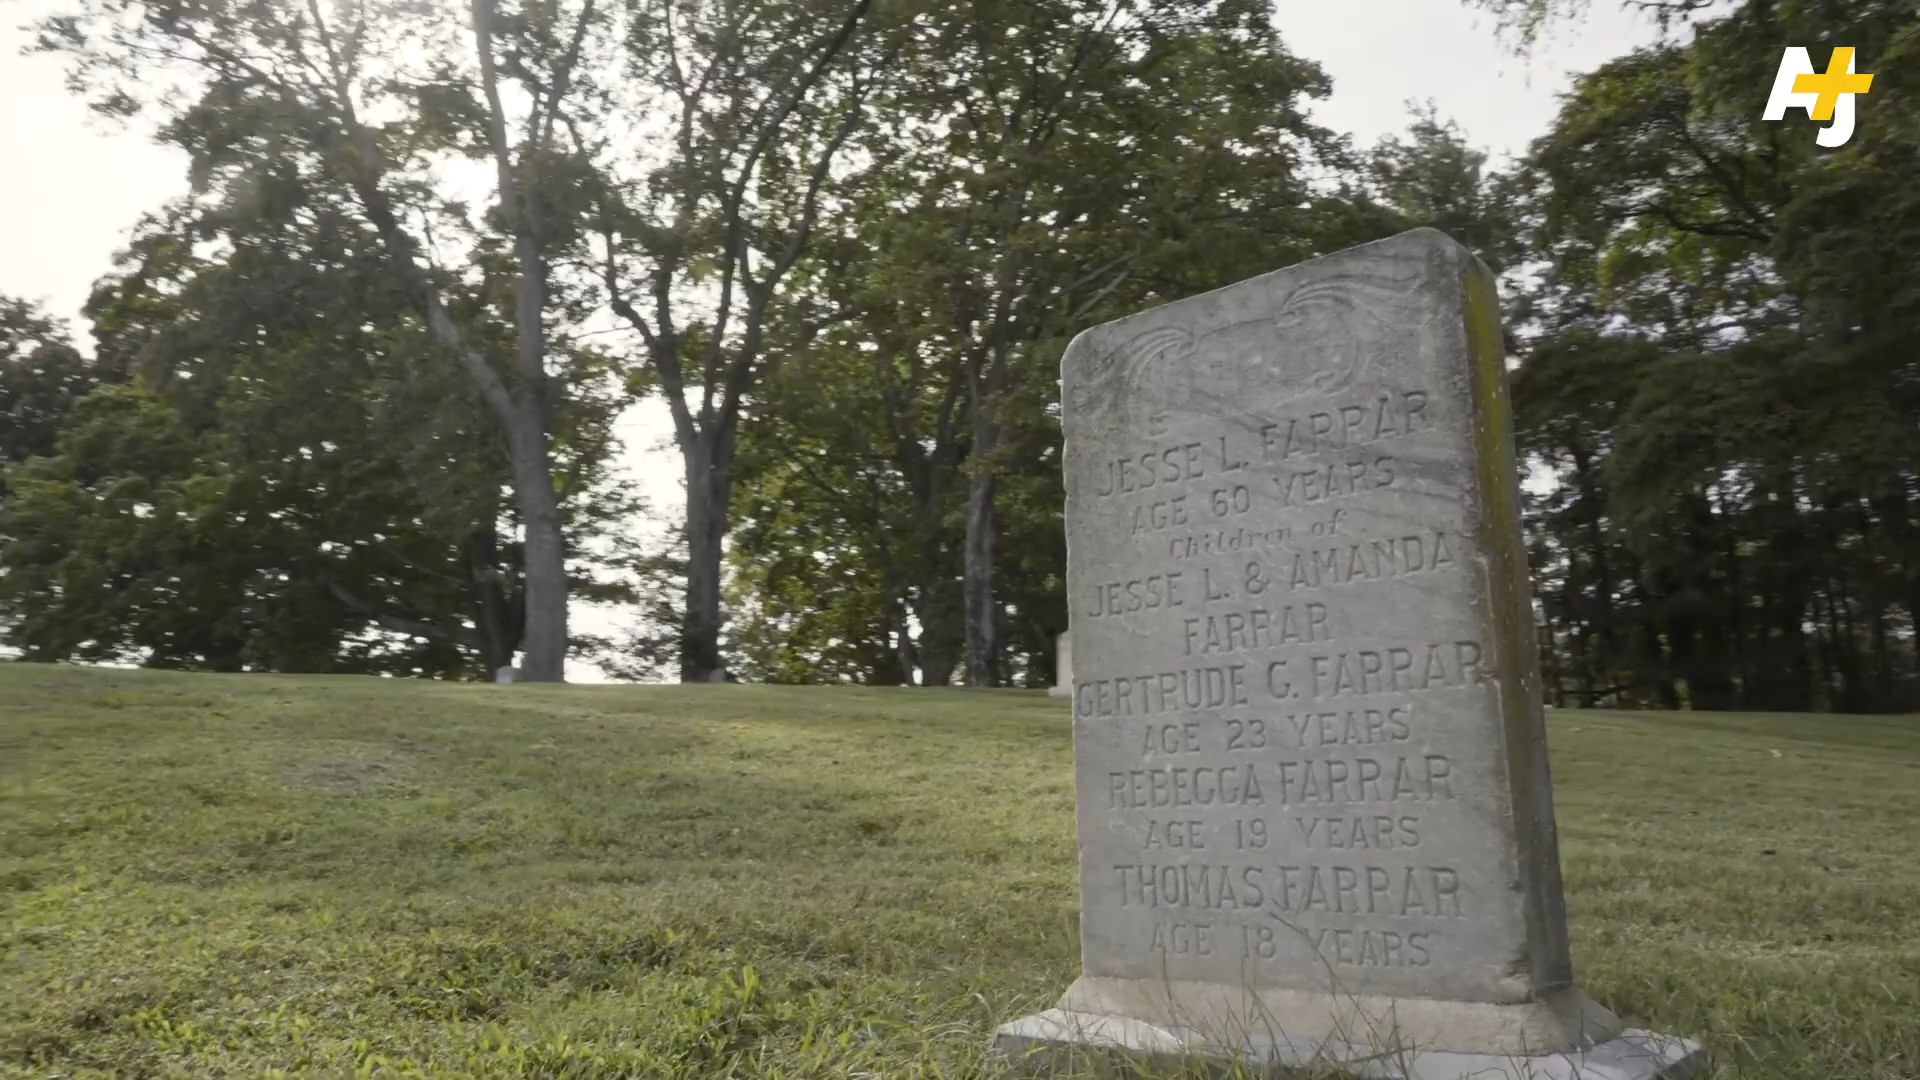 AJ+
JESSE L. FARRAR
AGE 60 YEARS
Children of
JESSE L. & AMANDA
FARRAR
GERTRUDE C. FARRAR
AGE 23 YEARS
REBECCA FARRAR
AGE 19 YEARS
THOMAS FARRAR
AGE 18 YEARS